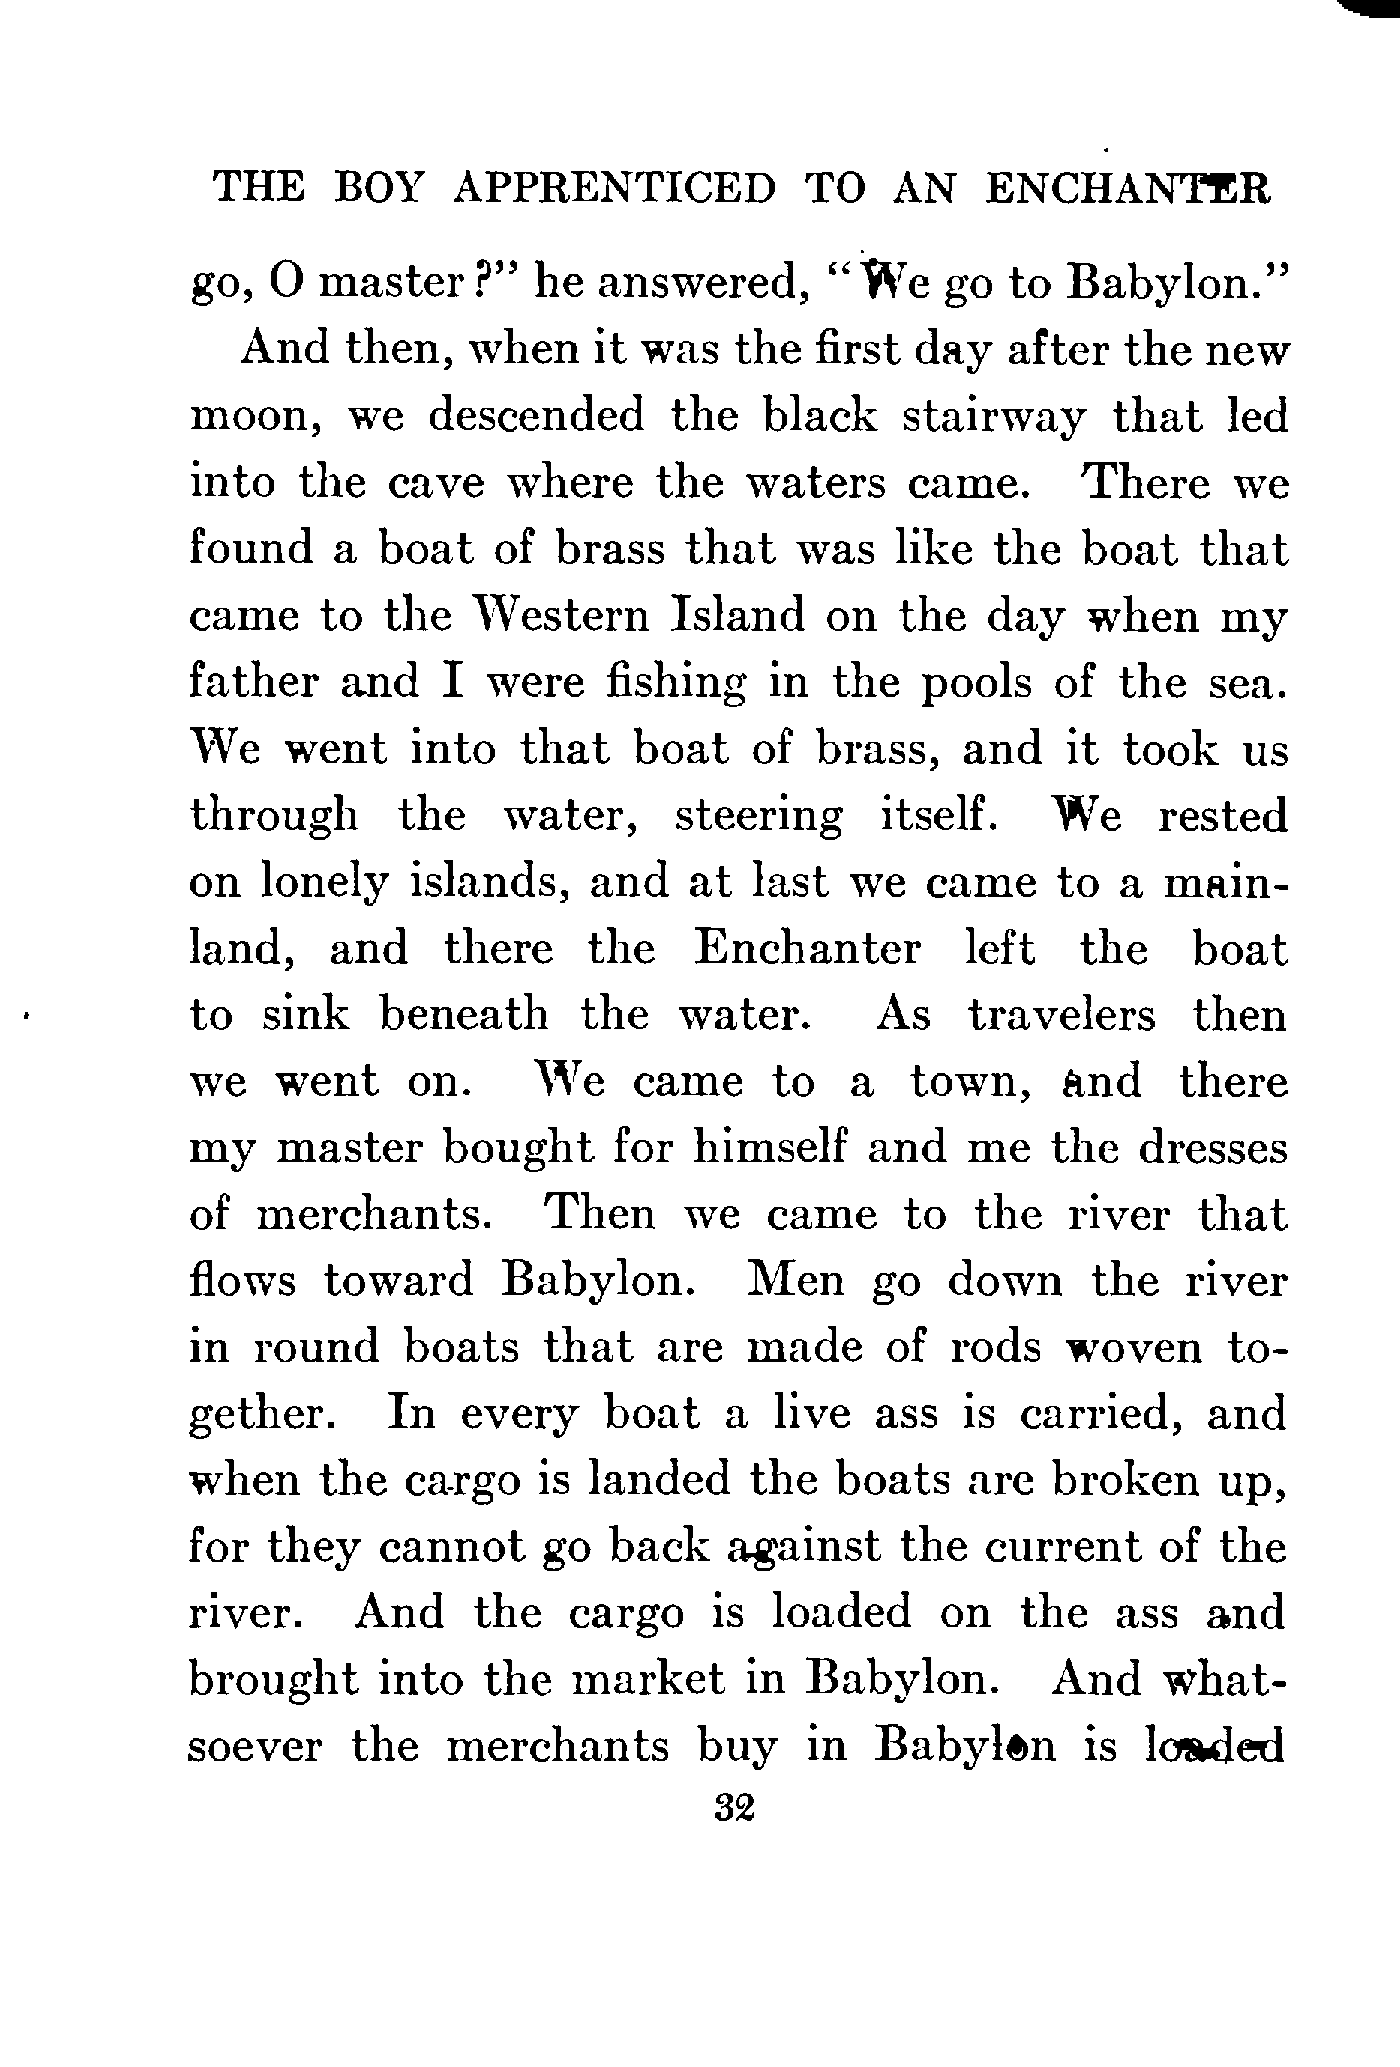 THE BOY APPRENTICED TO AN ENCHANTER
go, O master?" he answered, "We go to Babylon."
And then, when it was the first day after the new
moon, we descended the black stairway that led
into the cave where the waters came. There we
found a boat of brass that was like the boat that
came to the Western Island on the day when my
father and I were fishing in the pools of the sea.
We went into that boat of brass, and it took us
through the water, steering itself. We rested
on lonely islands, and at last we came to a main-
land, and there the Enchanter left the boat
to sink beneath the water. As travelers then
we went on. We came to a town, and there
my master bought for himself and me the dresses
of merchants. Then we came to the river that
flows toward Babylon. Men go down the river
in round boats that are made of rods woven to-
gether. In every boat a live ass is carried, and
when the cargo is landed the boats are broken up,
for they cannot go back against the current of the
river. And the cargo is loaded on the ass and
brought into the market in Babylon. And what-
soever the merchants buy in Babylon is loaded
32